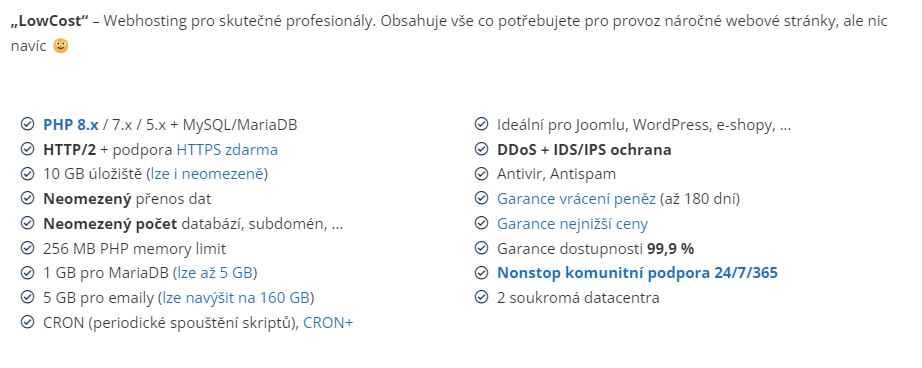 „LowCost“ – Webhosting pro skutečné profesionály. Obsahuje vše co potřebujete pro provoz náročné webové stránky, ale nic
navíc
PHP 8.x / 7.x / 5.x + MySQL/MariaDB
HTTP/2 + podpora HTTPS zdarma
10 GB úložiště (lze i neomezeně)
Neomezený přenos dat
Neomezený počet databází, subdomén, ...
256 MB PHP memory limit
1 GB pro MariaDB (lze až 5 GB)
5 GB pro emaily (lze navýšit na 160 GB)
CRON (periodické spouštění skriptů), CRON+
Ideální pro Joomlu, WordPress, e-shopy, ...
DDoS + IDS/IPS ochrana
Antivir, Antispam
Garance vrácení peněz (až 180 dní)
Garance nejnižší ceny
Garance dostupnosti 99,9 %
Nonstop komunitní podpora 24/7/365
2 soukromá datacentra